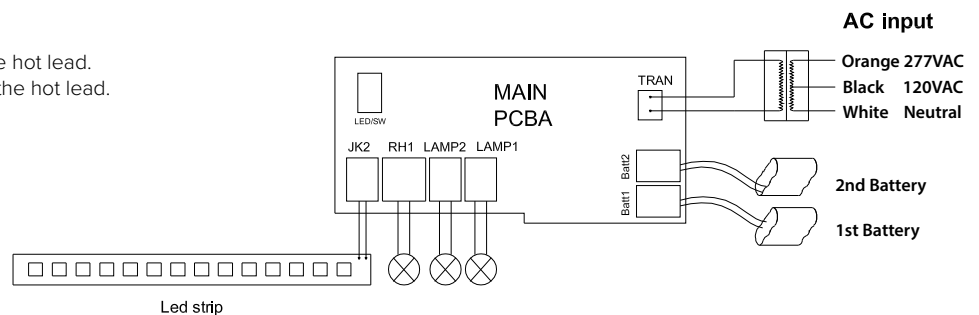 AC input
e hot lead.
the hot lead.
Orange 277VAC
Black 120VAC
White Neutral
TRAN
MAIN
PCBA
LED/SW
JK2 RH1 LAMP2 LAMP1
Batt2
Batt1
2nd Battery
1st Battery
Led strip